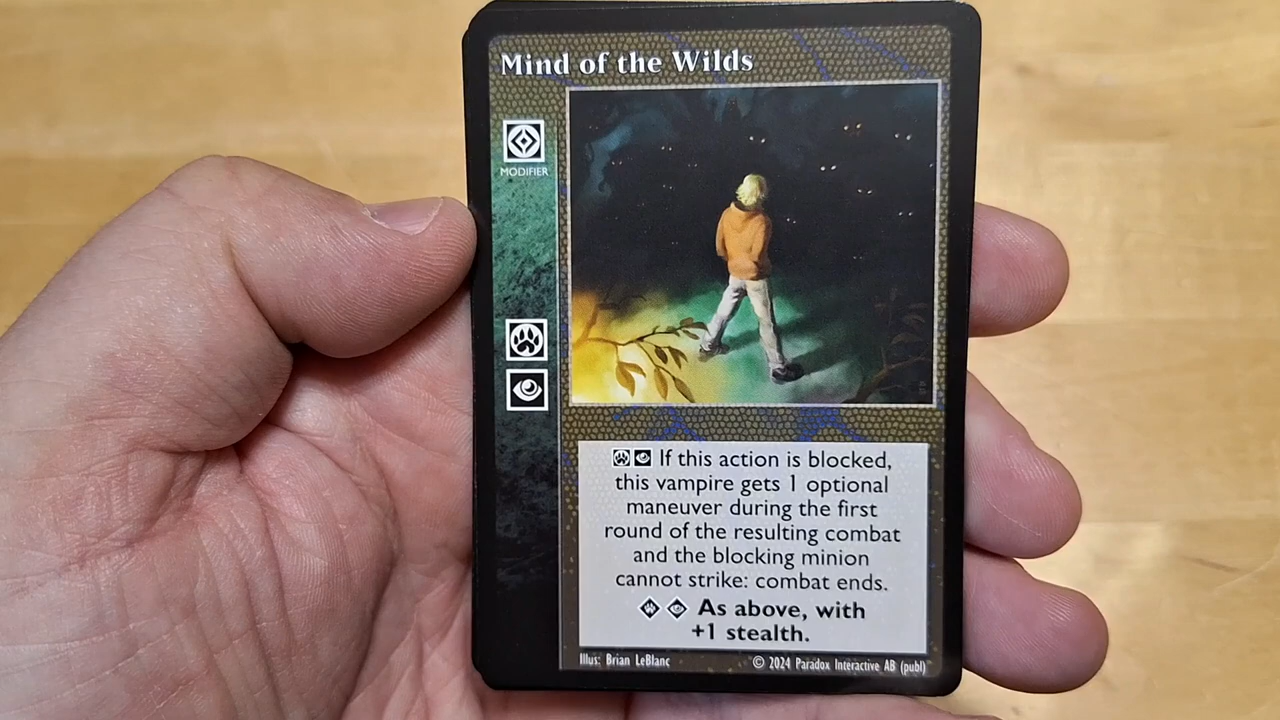 Mind of the Wilds
MODIFIER
If this action is blocked,
this vampire gets 1 optional
maneuver during the first
round of the resulting combat
and the blocking minion
cannot strike: combat ends.
As above, with
+1 stealth.
Illus: Brian LeBlanc
© 2024 Paradox Interactive AB (publ)